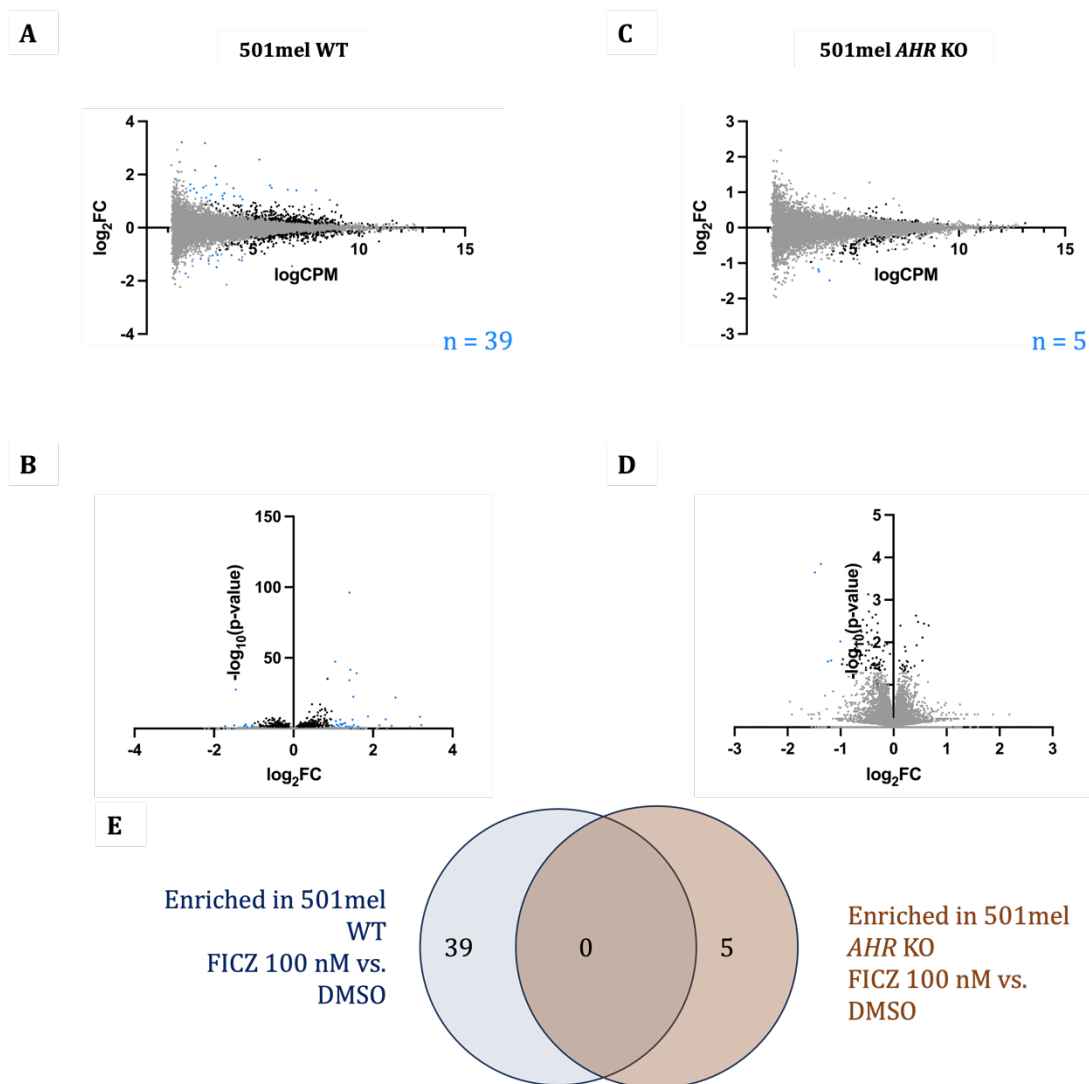 A
501mel WT
4
2
0
-2
-4
5
10
15
log₂FC
logCPM
n = 39
C
501mel AHR KO
3
2
1
0
-1
-2
-3
5
10
15
log₂FC
logCPM
n = 5
B
150
100
50
-log₁₀(p-value)
-4
-2
0
2
4
log₂FC
D
5
4
3
2
-log₁₀(p-value)
-3
-2
-1
0
1
2
3
log₂FC
E
Enriched in 501mel
WT
FICZ 100 nM vs.
DMSO
39
0
5
Enriched in 501mel
AHR KO
FICZ 100 nM vs.
DMSO